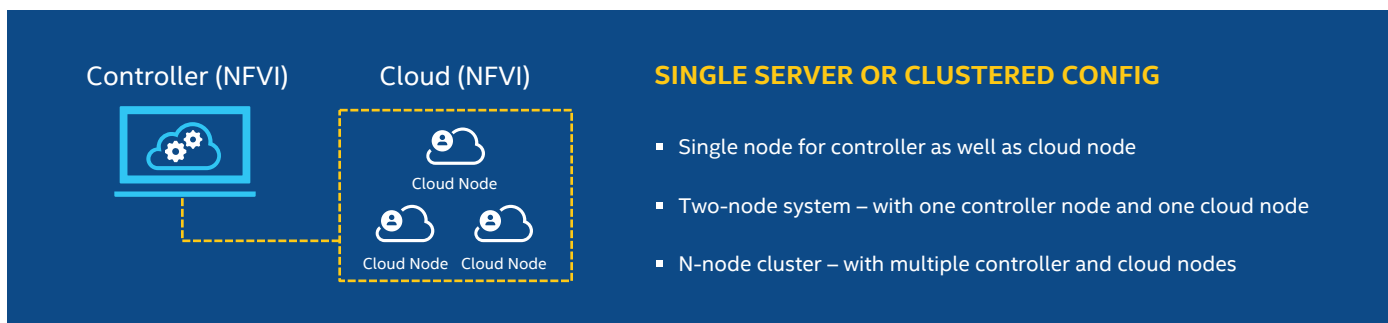 Controller (NFVI)
Cloud (NFVI)
Cloud Node
Cloud Node
Cloud Node
SINGLE SERVER OR CLUSTERED CONFIG
▪ Single node for controller as well as cloud node
▪ Two-node system – with one controller node and one cloud node
▪ N-node cluster – with multiple controller and cloud nodes